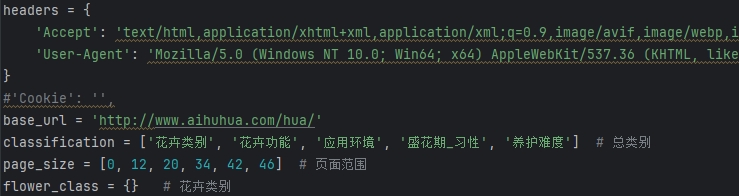 headers = {
'Accept': 'text/html,application/xhtml+xml,application/xml;q=0.9,image/avif,image/webp,i
'User-Agent': 'Mozilla/5.0 (Windows NT 10.0; Win64; x64) AppleWebKit/537.36 (KHTML, like
}
#'Cookie': '',
base_url = 'http://www.aihuhua.com/hua/'
classification = ['花卉类别', '花卉功能', '应用环境', '盛花期_习性', '养护难度']  # 总类别
page_size = [0, 12, 20, 34, 42, 46]  # 页面范围
flower_class = {}   # 花卉类别